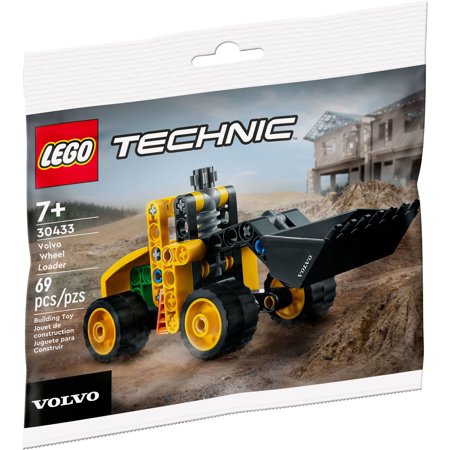 LEGO
TECHNIC
7+
30433
Volvo
Wheel
Loader
69
pcs/pzs
Building Toy
Jouet de
construction
Juguete para
Construir
VOLVO
VOLVO